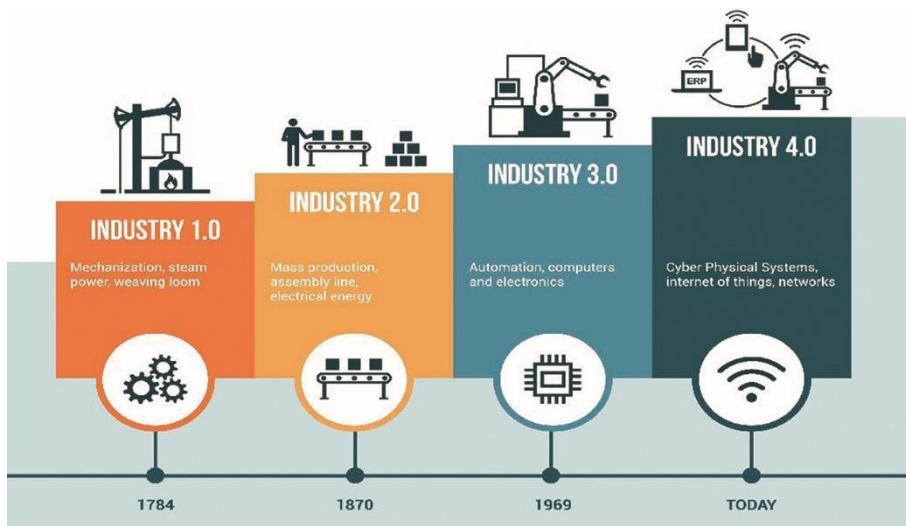 ERP
INDUSTRY 1.0
Mechanization, steam
power, weaving loom
INDUSTRY 2.0
Mass production,
assembly line,
electrical energy
INDUSTRY 3.0
Automation, computers
and electronics
INDUSTRY 4.0
Cyber Physical Systems,
internet of things, networks
1784
1870
1969
TODAY